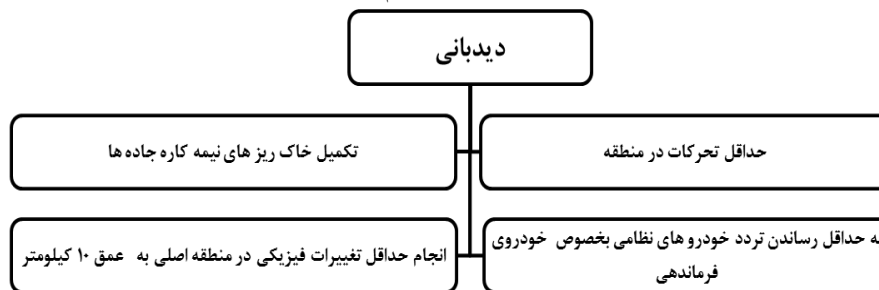 دیدبانی
حداقل تحرکات در منطقه
تکمیل خاک ریز های نیمه کاره جاده ها
ه حداقل رساندن تردد خودرو های نظامی بخصوص خودروی
فرماندهی
انجام حداقل تغییرات فیزیکی در منطقه اصلی به عمق ۱۰ کیلومتر